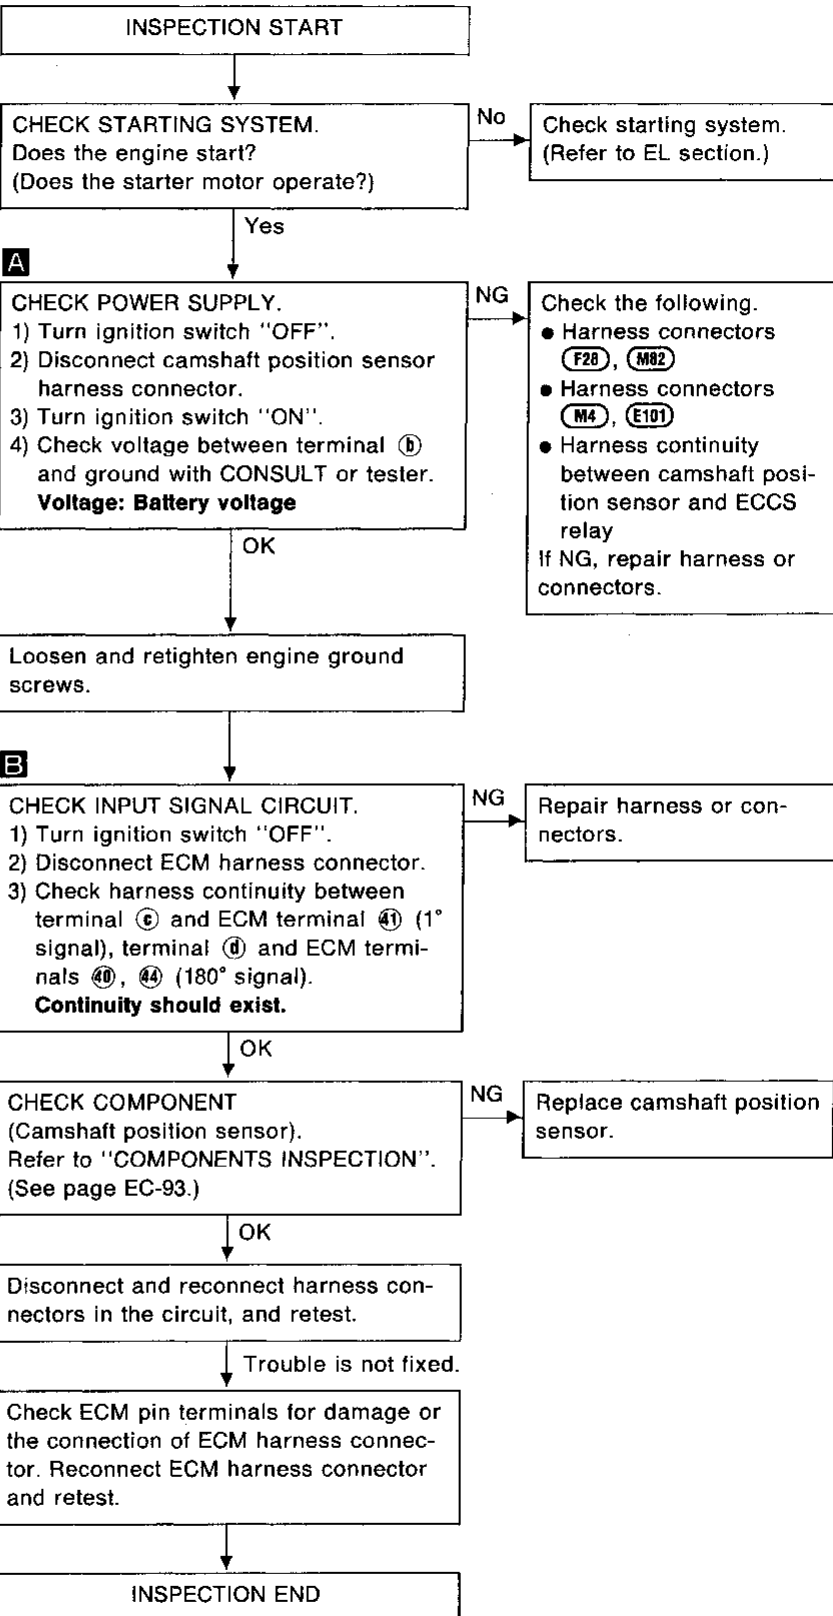 INSPECTION START
CHECK STARTING SYSTEM.
Does the engine start?
(Does the starter motor operate?)
No
Check starting system.
(Refer to EL section.)
Yes
A
CHECK POWER SUPPLY.
1) Turn ignition switch "OFF".
2) Disconnect camshaft position sensor
harness connector.
3) Turn ignition switch "ON".
4) Check voltage between terminal ⓑ
and ground with CONSULT or tester.
Voltage: Battery voltage
NG
Check the following.
● Harness connectors
F28, M82
● Harness connectors
M4, E101
● Harness continuity
between camshaft posi-
tion sensor and ECCS
relay
If NG, repair harness or
connectors.
OK
Loosen and retighten engine ground
screws.
B
CHECK INPUT SIGNAL CIRCUIT.
1) Turn ignition switch "OFF".
2) Disconnect ECM harness connector.
3) Check harness continuity between
terminal ⓒ and ECM terminal ㊶ (1°
signal), terminal ⓓ and ECM termi-
nals ㊵, ㊹ (180° signal).
Continuity should exist.
NG
Repair harness or con-
nectors.
OK
CHECK COMPONENT
(Camshaft position sensor).
Refer to "COMPONENTS INSPECTION".
(See page EC-93.)
NG
Replace camshaft position
sensor.
OK
Disconnect and reconnect harness con-
nectors in the circuit, and retest.
Trouble is not fixed.
Check ECM pin terminals for damage or
the connection of ECM harness connec-
tor. Reconnect ECM harness connector
and retest.
INSPECTION END